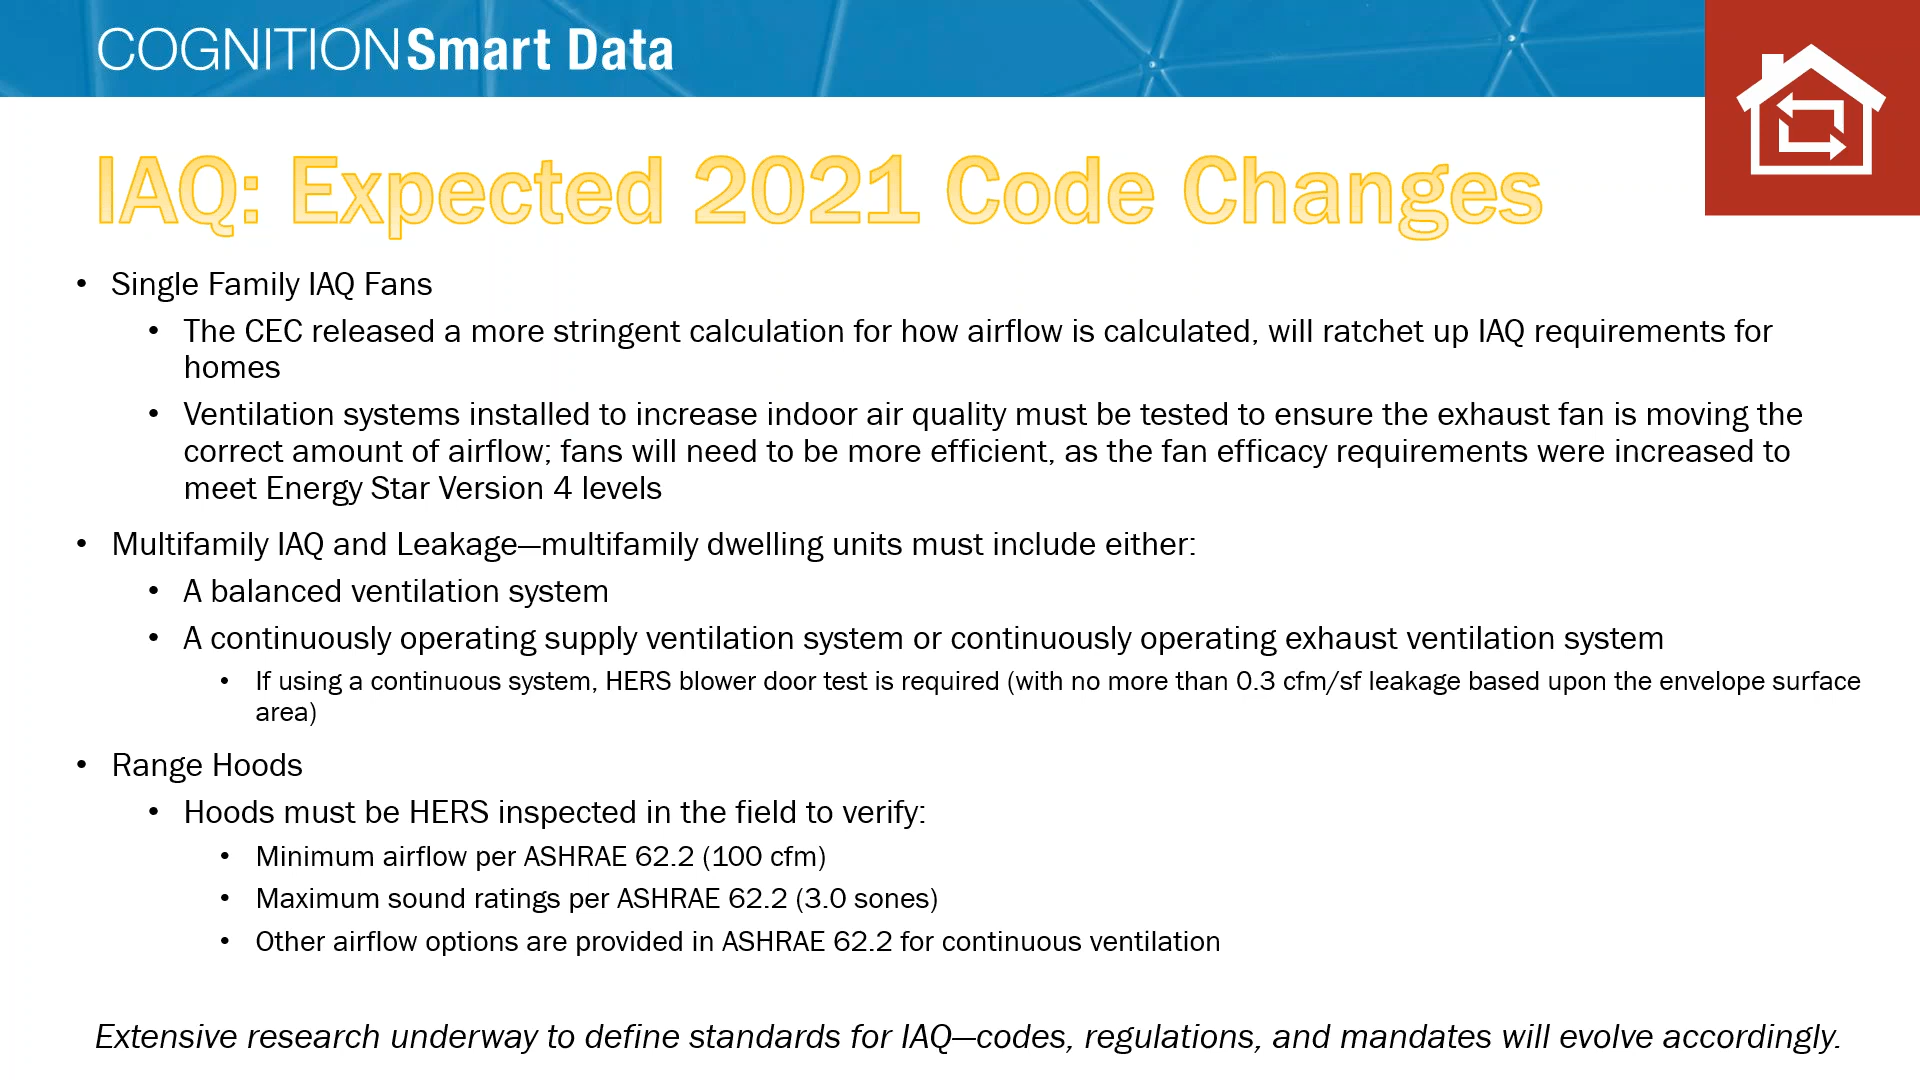 COGNITION Smart Data
IAQ: Expected 2021 Code Changes
• Single Family IAQ Fans
• The CEC released a more stringent calculation for how airflow is calculated, will ratchet up IAQ requirements for
homes
• Ventilation systems installed to increase indoor air quality must be tested to ensure the exhaust fan is moving the
correct amount of airflow; fans will need to be more efficient, as the fan efficacy requirements were increased to
meet Energy Star Version 4 levels
• Multifamily IAQ and Leakage—multifamily dwelling units must include either:
• A balanced ventilation system
• A continuously operating supply ventilation system or continuously operating exhaust ventilation system
• If using a continuous system, HERS blower door test is required (with no more than 0.3 cfm/sf leakage based upon the envelope surface
area)
• Range Hoods
• Hoods must be HERS inspected in the field to verify:
• Minimum airflow per ASHRAE 62.2 (100 cfm)
• Maximum sound ratings per ASHRAE 62.2 (3.0 sones)
• Other airflow options are provided in ASHRAE 62.2 for continuous ventilation
Extensive research underway to define standards for IAQ—codes, regulations, and mandates will evolve accordingly.